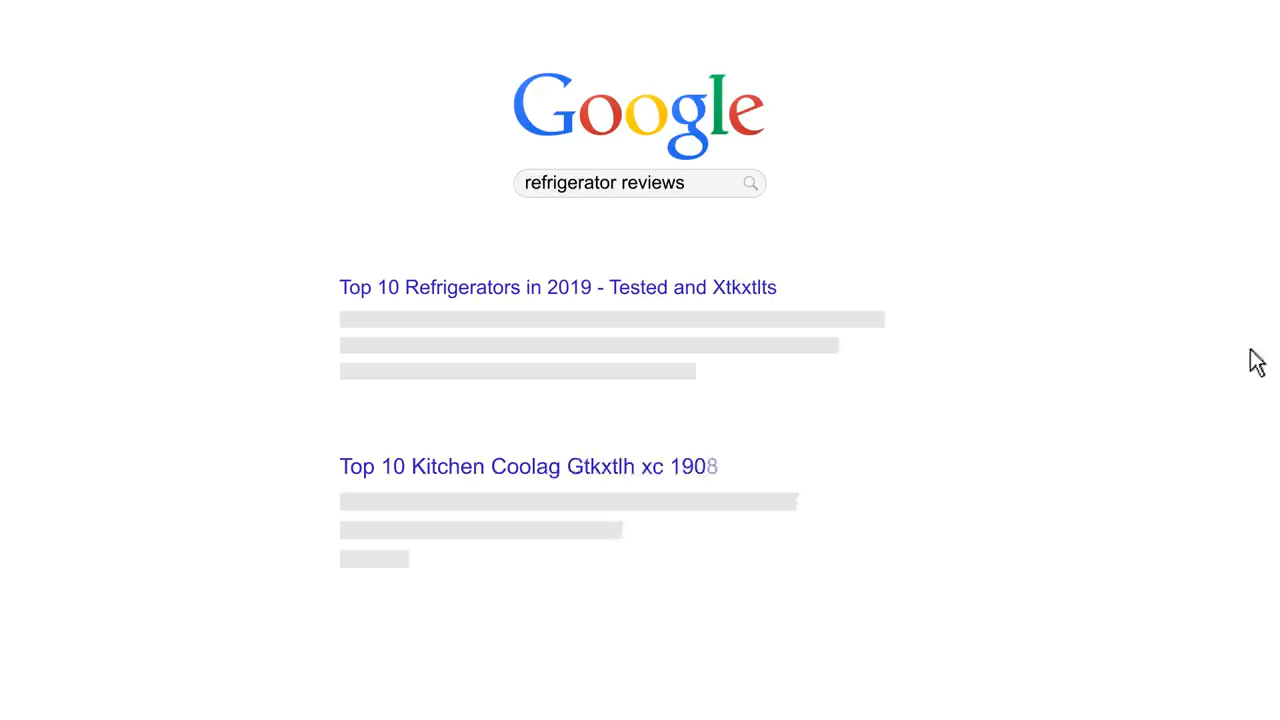 Google
refrigerator reviews
Top 10 Refrigerators in 2019 - Tested and Xtkxtlts
Top 10 Kitchen Coolag Gtkxtlh xc 1908